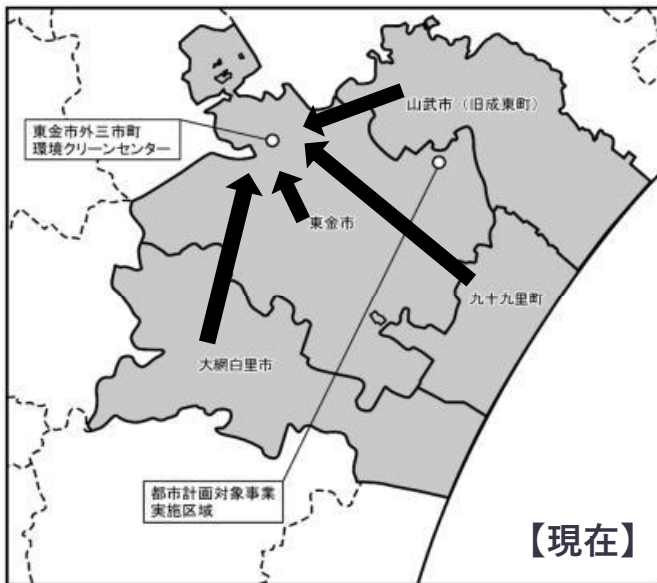 山武市（旧成東町）
東金市外三市町
環境クリーンセンター
東金市
九十九里町
大網白里市
都市計画対象事業
実施区域
【現在】